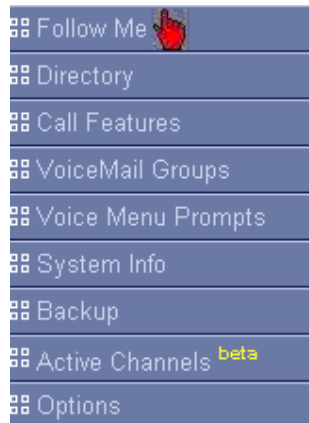 Follow Me
Directory
Call Features
VoiceMail Groups
Voice Menu Prompts
System Info
Backup
Active Channels beta
Options